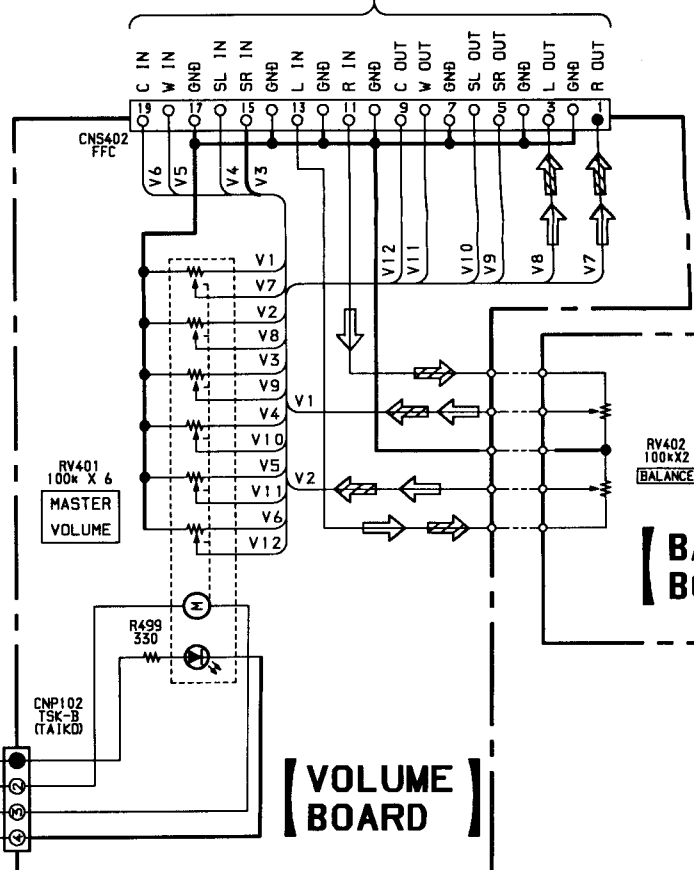 C IN
W IN
GND
SL IN
SR IN
GND
L IN
GND
R IN
GND
C OUT
W OUT
GND
SL OUT
SR OUT
GND
L OUT
GND
R OUT
19 17 15 13 11 9 7 5 3 1
CNS402
FFC
V6 V5 V4 V3
V12 V11 V10 V9 V8 V7
V1
V7
V2
V8
V3
V9
V1
V4
V10
V5
V2
V11
V6
V12
RV401
100k X 6
MASTER
VOLUME
RV402
100kX2
BALANCE
BA
BO
M
R499
330
CNP102
TSK-B
(TAIKO)
2
3
4
VOLUME
BOARD